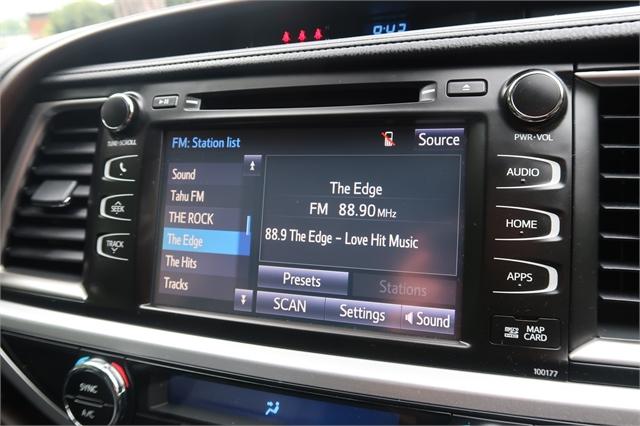 8:43
TUNE•SCROLL
FM: Station list
Source
PWR•VOL
Sound
Tahu FM
THE ROCK
The Edge
The Hits
Tracks
The Edge
FM 88.90 MHz
88.9 The Edge - Love Hit Music
Presets
Stations
SCAN
Settings
Sound
SEEK
TRACK
AUDIO
HOME
APPS
MAP
CARD
100177
SYNC
A/C